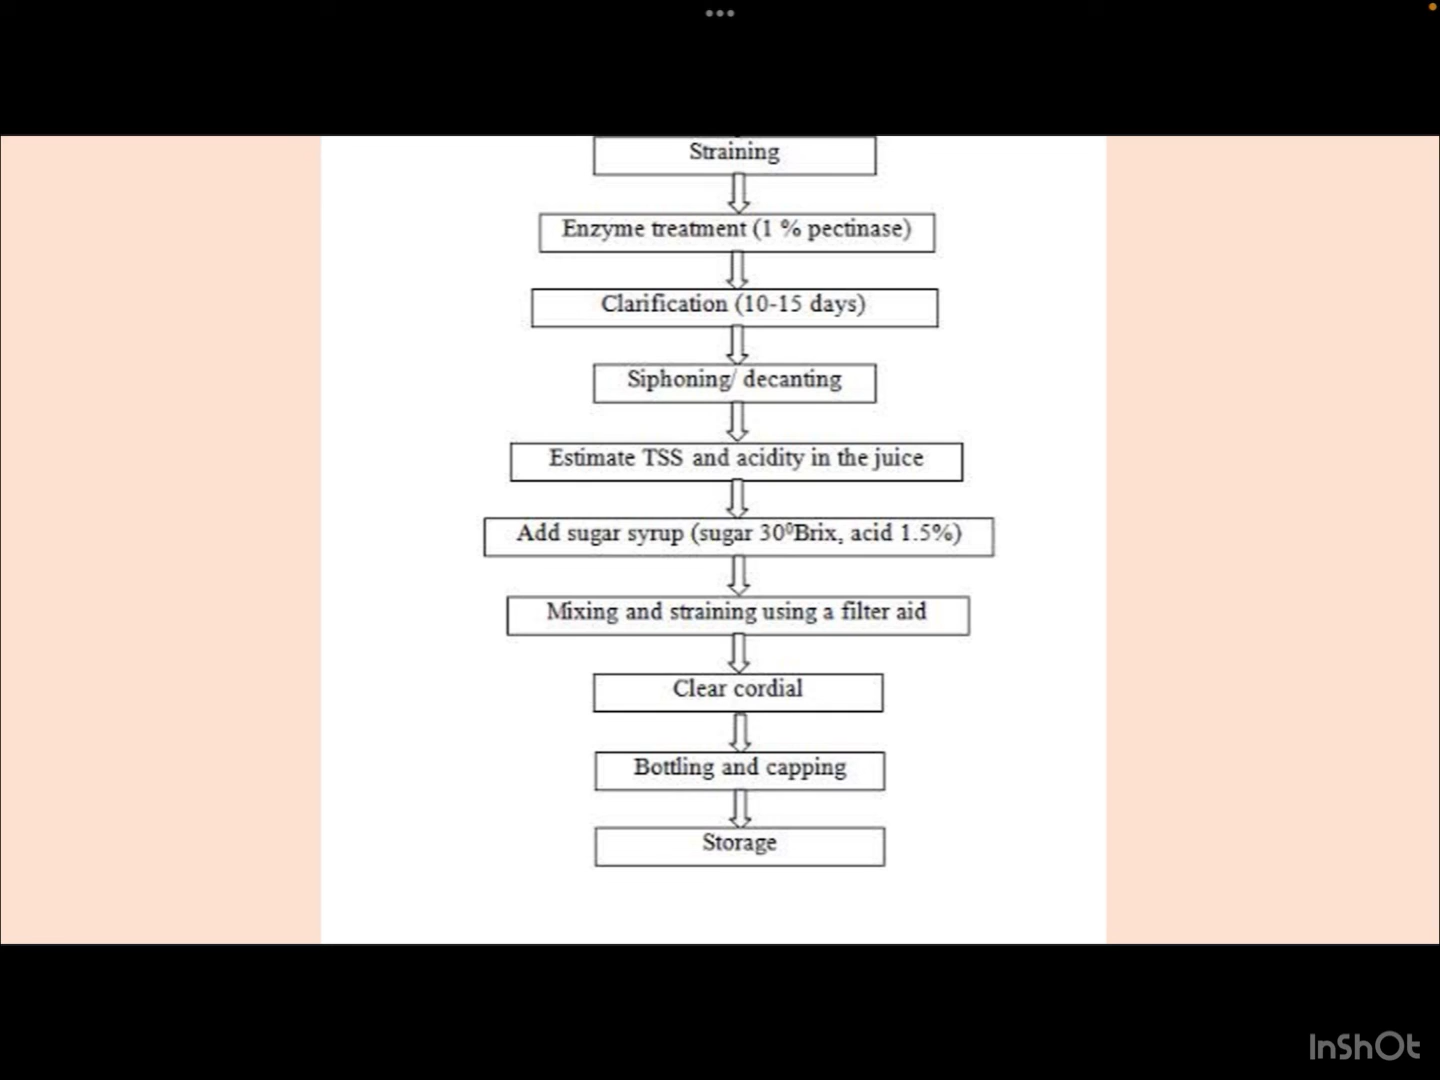 Straining
Enzyme treatment (1 % pectinase)
Clarification (10-15 days)
Siphoning/ decanting
Estimate TSS and acidity in the juice
Add sugar syrup (sugar 30⁰Brix, acid 1.5%)
Mixing and straining using a filter aid
Clear cordial
Bottling and capping
Storage
InShOt